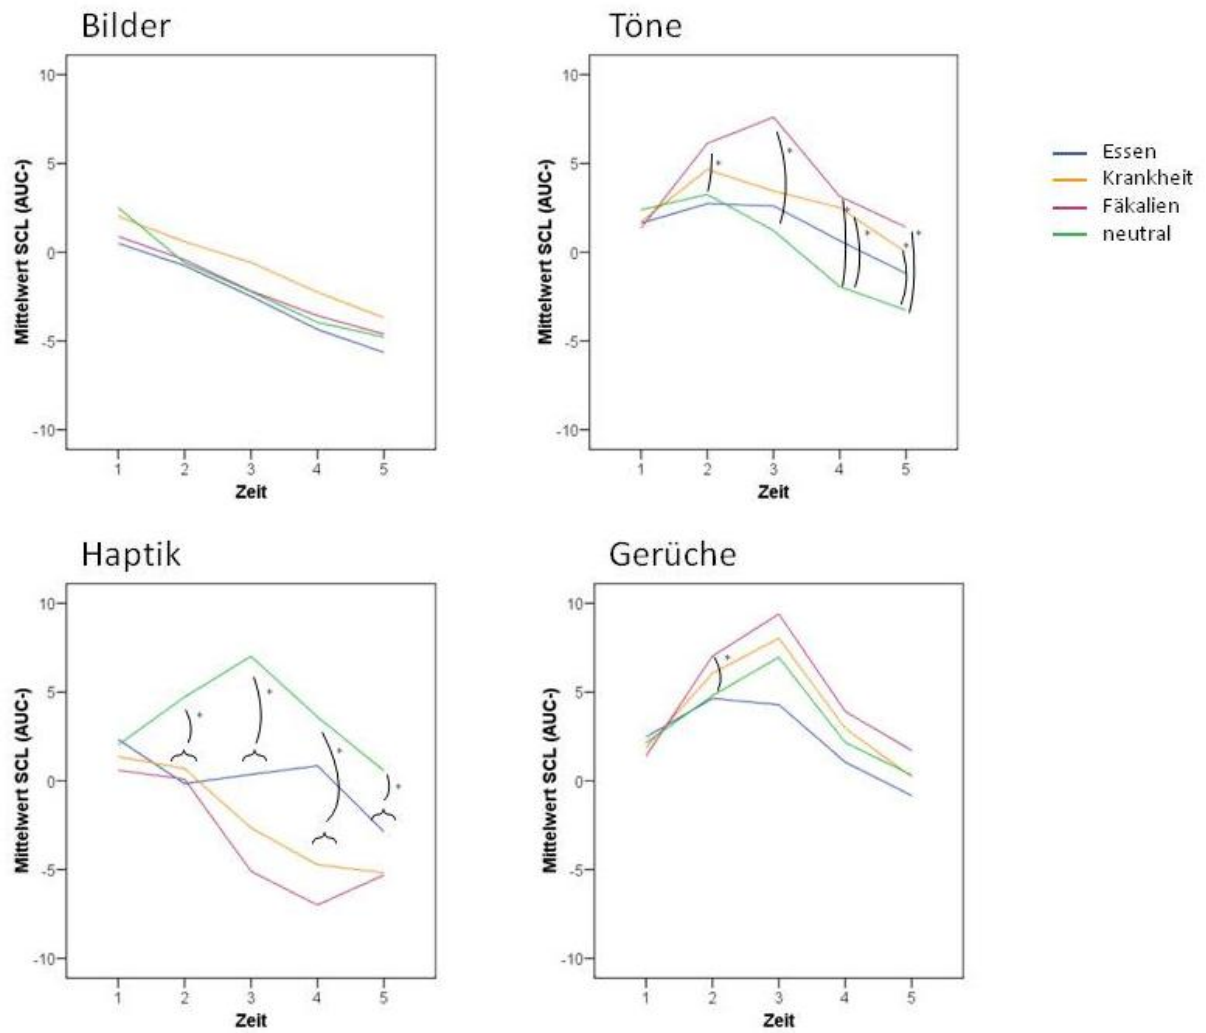 Bilder
Töne
Mittelwert SCL (AUC-)
10
5
0
-5
-10
1 2 3 4 5
Zeit
Mittelwert SCL (AUC-)
10
5
0
-5
-10
* * * * * *
1 2 3 4 5
Zeit
Essen
Krankheit
Fäkalien
neutral
Haptik
Gerüche
Mittelwert SCL (AUC-)
10
5
0
-5
-10
* * * *
1 2 3 4 5
Zeit
Mittelwert SCL (AUC-)
10
5
0
-5
-10
*
1 2 3 4 5
Zeit